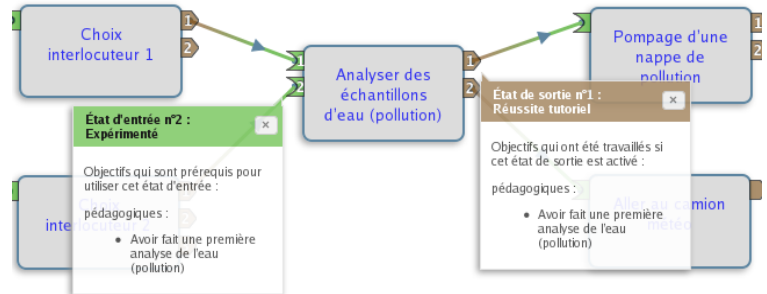 Choix
interlocuteur 1
1
2
1
2
Analyser des
échantillons
d'eau (pollution)
1
2
Pompage d'une
nappe de
pollution
1
2
État d'entrée n°2 :
Expérimenté
×
Objectifs qui sont prérequis pour
utiliser cet état d'entrée :
pédagogiques :
• Avoir fait une première
analyse de l'eau
(pollution)
Choix
interlocuteur 2
1
2
État de sortie n°1 :
Réussite tutoriel
×
Objectifs qui ont été travaillés si
cet état de sortie est activé :
pédagogiques :
• Avoir fait une première
analyse de l'eau
(pollution)
Aller au camion
météo